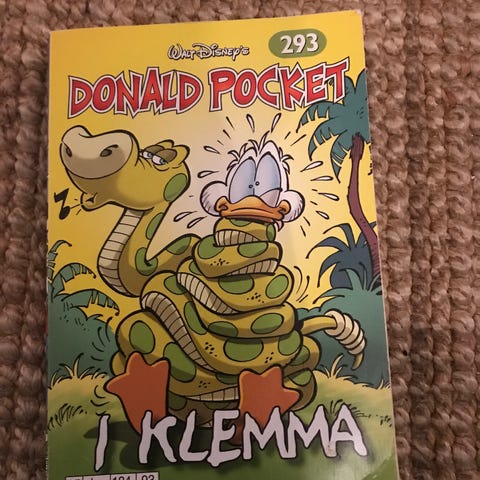 Walt Disney's
293
DONALD POCKET
I KLEMMA